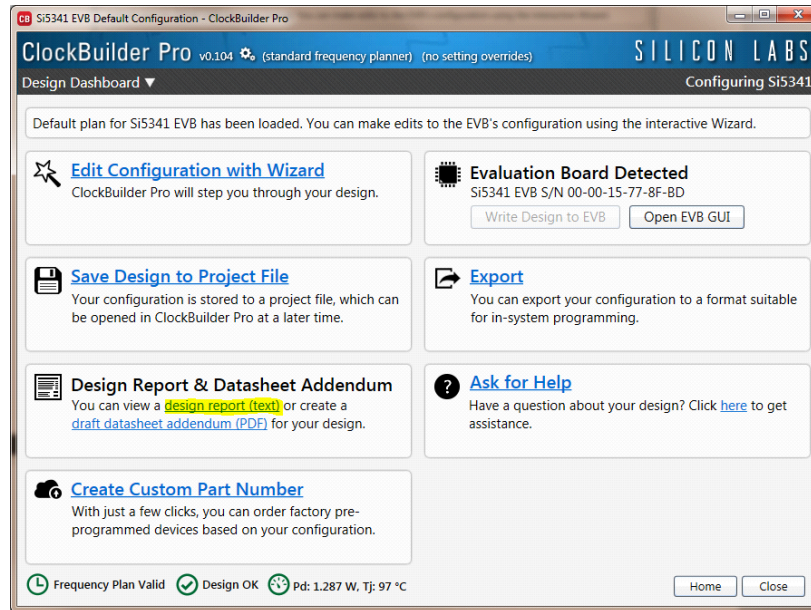 Si5341 EVB Default Configuration - ClockBuilder Pro
ClockBuilder Pro v0.104 (standard frequency planner) (no setting overrides)
SILICON LABS
Design Dashboard ▼
Configuring Si5341
Default plan for Si5341 EVB has been loaded. You can make edits to the EVB's configuration using the interactive Wizard.
Edit Configuration with Wizard
ClockBuilder Pro will step you through your design.
Evaluation Board Detected
Si5341 EVB S/N 00-00-15-77-8F-BD
Write Design to EVB
Open EVB GUI
Save Design to Project File
Your configuration is stored to a project file, which can
be opened in ClockBuilder Pro at a later time.
Export
You can export your configuration to a format suitable
for in-system programming.
Design Report & Datasheet Addendum
You can view a design report (text) or create a
draft datasheet addendum (PDF) for your design.
Ask for Help
Have a question about your design? Click here to get
assistance.
Create Custom Part Number
With just a few clicks, you can order factory pre-
programmed devices based on your configuration.
Frequency Plan Valid
Design OK
Pd: 1.287 W, Tj: 97 °C
Home
Close